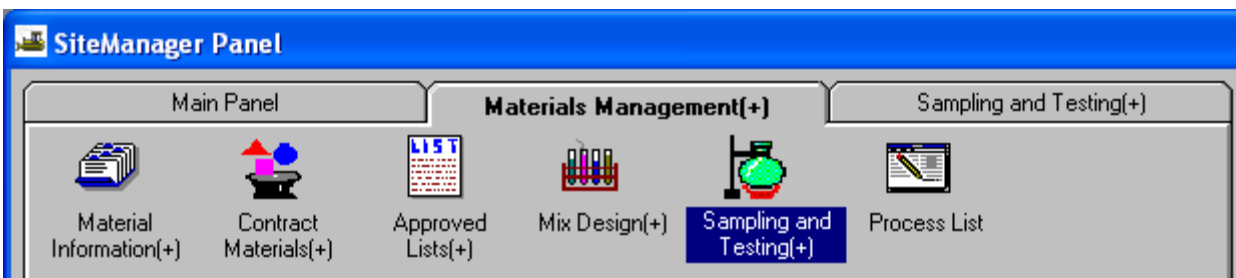 SiteManager Panel
Main Panel
Materials Management(+)
Sampling and Testing(+)
LIST
Material
Information(+)
Contract
Materials(+)
Approved
Lists(+)
Mix Design(+)
Sampling and
Testing(+)
Process List